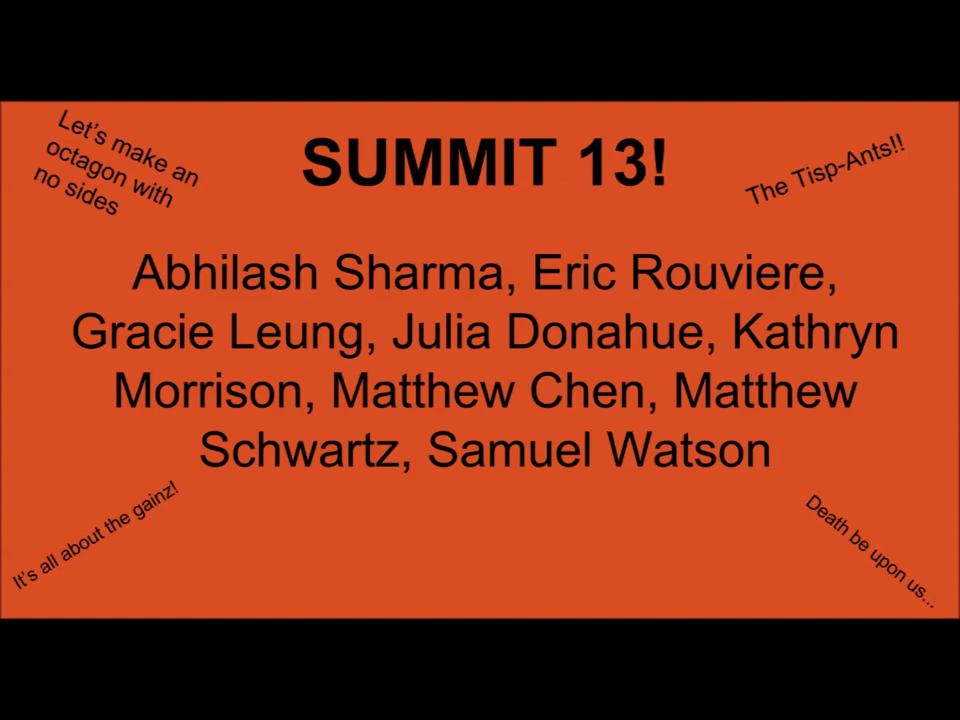 Let's make an
octagon with
no sides
SUMMIT 13!
The Tisp-Ants!!
Abhilash Sharma, Eric Rouviere,
Gracie Leung, Julia Donahue, Kathryn
Morrison, Matthew Chen, Matthew
Schwartz, Samuel Watson
It's all about the gainz!
Death be upon us...